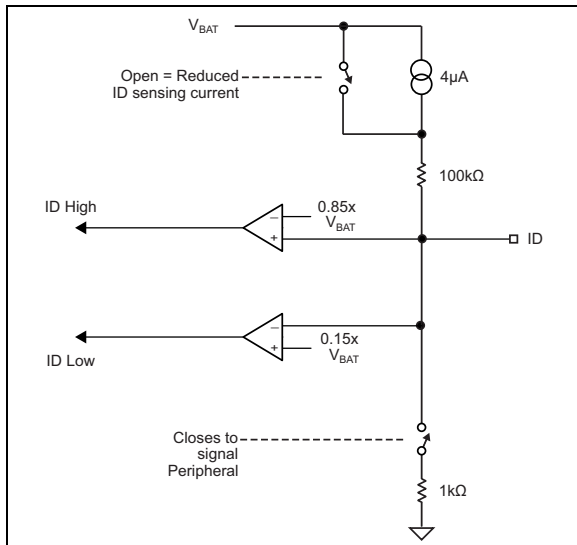 VBAT
Open = Reduced
ID sensing current
4µA
100kΩ
ID High
0.85x
VBAT
−
+
ID
−
+
0.15x
VBAT
ID Low
Closes to
signal
Peripheral
1kΩ